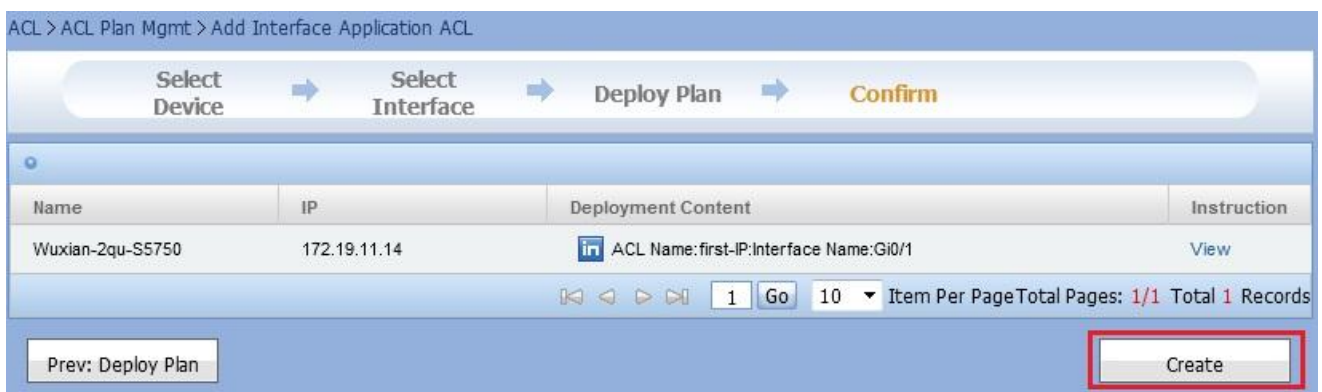 ACL > ACL Plan Mgmt > Add Interface Application ACL
Select Device
Select Interface
Deploy Plan
Confirm
Name IP Deployment Content Instruction
Wuxian-2qu-S5750 172.19.11.14 in ACL Name:first-IP:Interface Name:Gi0/1 View
1 Go 10 Item Per PageTotal Pages: 1/1 Total 1 Records
Prev: Deploy Plan Create